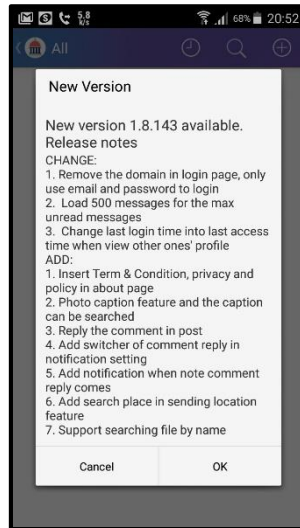 5.8
K/s
68%
20:52
All
New Version
New version 1.8.143 available.
Release notes
CHANGE:
1. Remove the domain in login page, only
use email and password to login
2. Load 500 messages for the max
unread messages
3. Change last login time into last access
time when view other ones' profile
ADD:
1. Insert Term & Condition, privacy and
policy in about page
2. Photo caption feature and the caption
can be searched
3. Reply the comment in post
4. Add switcher of comment reply in
notification setting
5. Add notification when note comment
reply comes
6. Add search place in sending location
feature
7. Support searching file by name
Cancel
OK